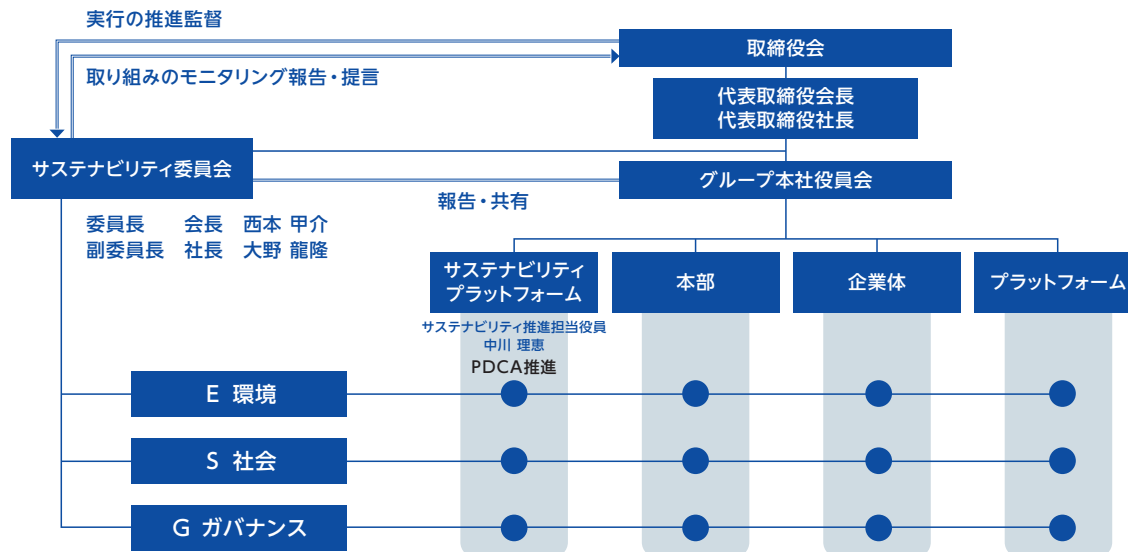 実行の推進監督
取締役会
取り組みのモニタリング報告・提言
代表取締役会長
代表取締役社長
サステナビリティ委員会
グループ本社役員会
報告・共有
委員長 会長 西本 甲介
副委員長 社長 大野 龍隆
サステナビリティ
プラットフォーム
本部
企業体
プラットフォーム
サステナビリティ推進担当役員
中川 理恵
PDCA推進
E 環境
S 社会
G ガバナンス